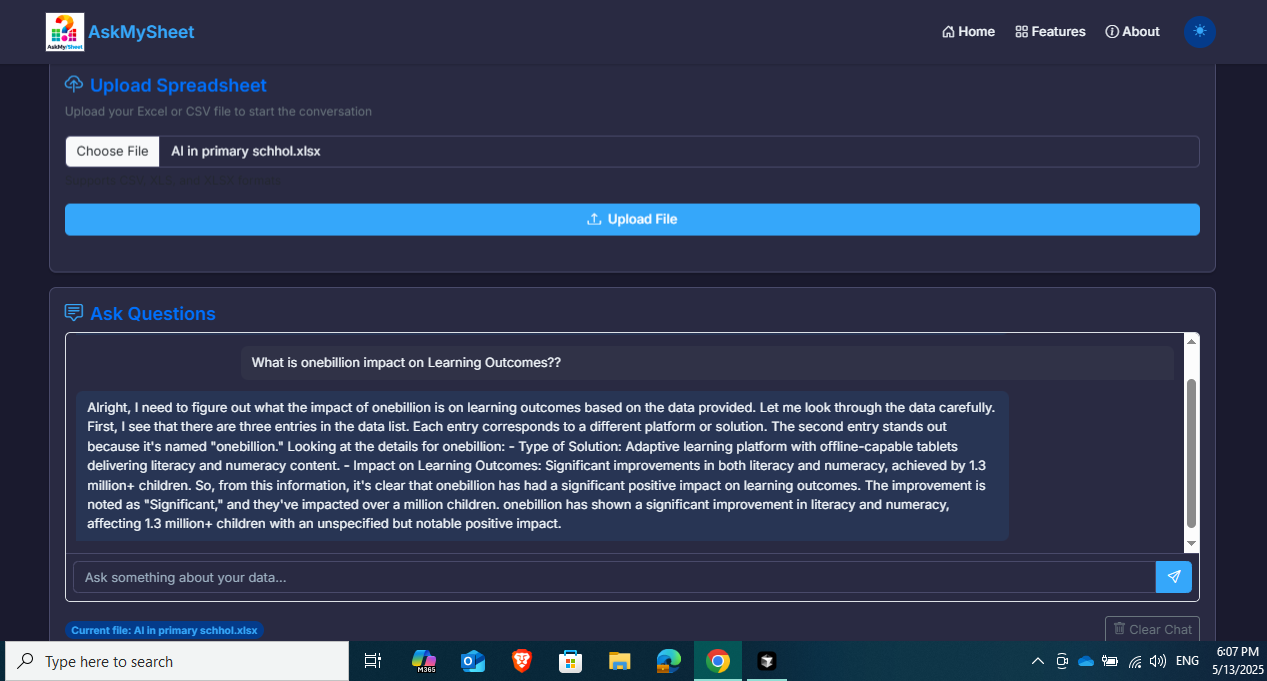 AskMySheet
AskMySheet
Home
Features
About
Upload Spreadsheet
Upload your Excel or CSV file to start the conversation
Choose File
AI in primary schhol.xlsx
Upload File
Ask Questions
What is onebillion impact on Learning Outcomes??
Alright, I need to figure out what the impact of onebillion is on learning outcomes based on the data provided. Let me look through the data carefully.
First, I see that there are three entries in the data list. Each entry corresponds to a different platform or solution. The second entry stands out
because it's named "onebillion." Looking at the details for onebillion: - Type of Solution: Adaptive learning platform with offline-capable tablets
delivering literacy and numeracy content. - Impact on Learning Outcomes: Significant improvements in both literacy and numeracy, achieved by 1.3
million+ children. So, from this information, it's clear that onebillion has had a significant positive impact on learning outcomes. The improvement is
noted as "Significant," and they've impacted over a million children. onebillion has shown a significant improvement in literacy and numeracy,
affecting 1.3 million+ children with an unspecified but notable positive impact.
Ask something about your data...
Current file: AI in primary schhol.xlsx
Clear Chat
Type here to search
M365
ENG
6:07 PM
5/13/2025